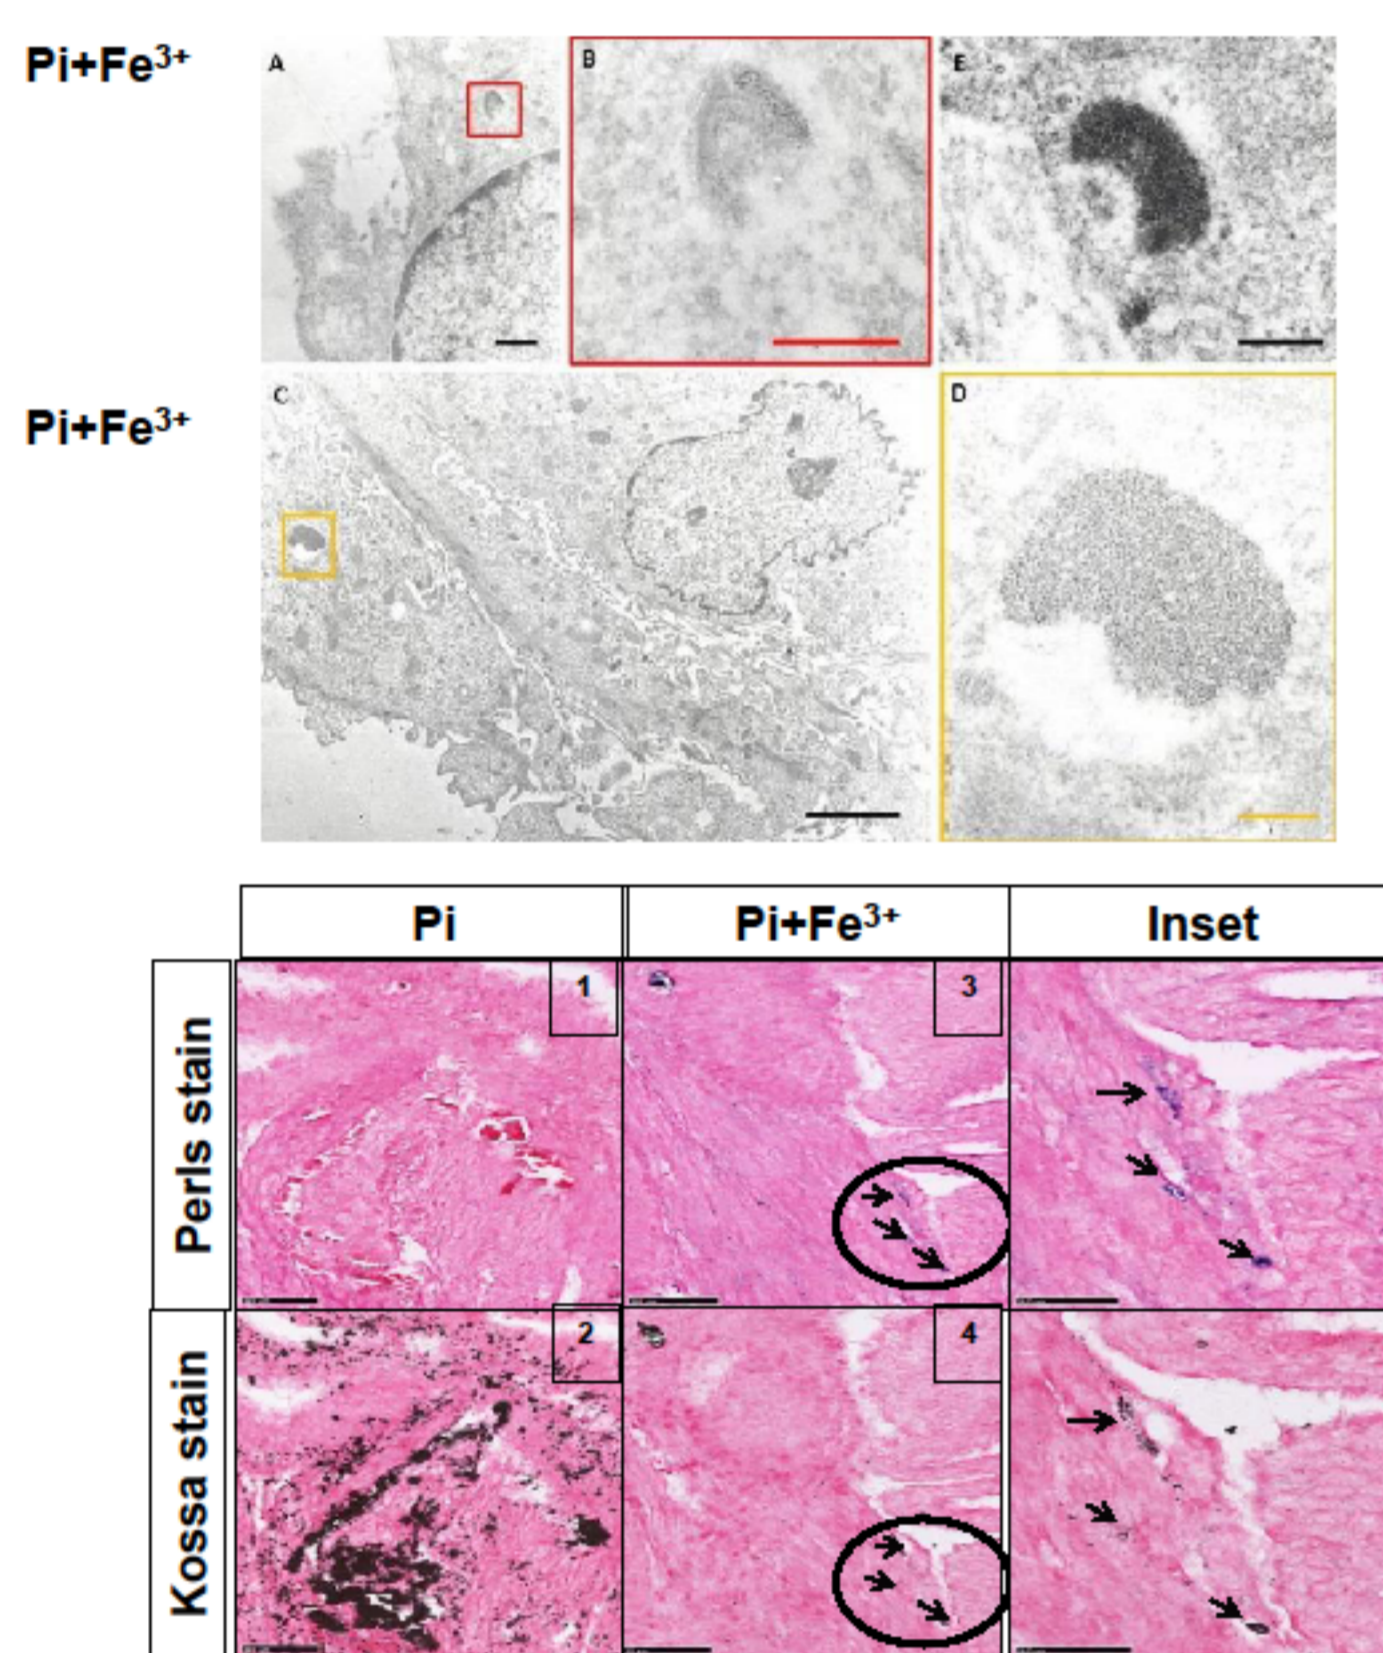 Pi+Fe³⁺
A
B
E
Pi+Fe³⁺
C
D
Pi
Pi+Fe³⁺
Inset
Perls stain
1
3
Kossa stain
2
4